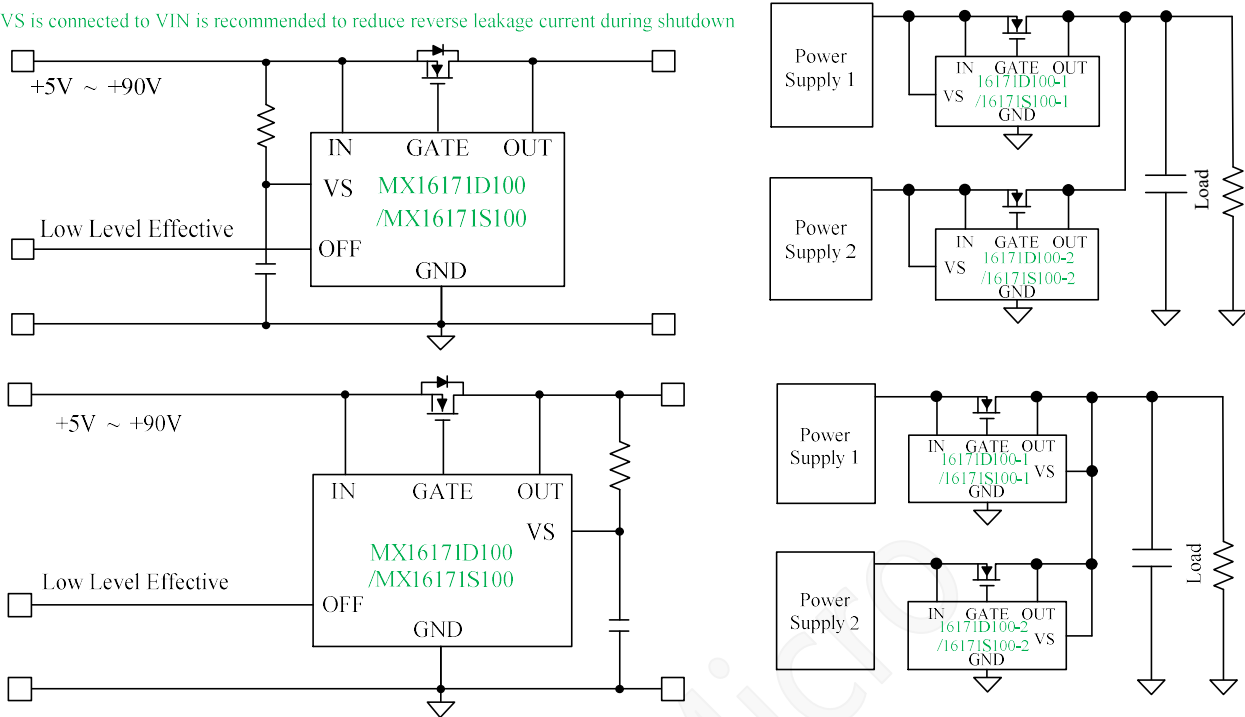 VS is connected to VIN is recommended to reduce reverse leakage current during shutdown
+5V ~ +90V
IN GATE OUT
VS
MX16171D100
/MX16171S100
Low Level Effective
OFF
GND
Power
Supply 1
IN GATE OUT
16171D100-1
VS
/16171S100-1
GND
Power
Supply 2
IN GATE OUT
16171D100-2
VS
/16171S100-2
GND
Load
+5V ~ +90V
IN GATE OUT
VS
MX16171D100
/MX16171S100
Low Level Effective
OFF
GND
Power
Supply 1
IN GATE OUT
16171D100-1
VS
/16171S100-1
GND
Power
Supply 2
IN GATE OUT
16171D100-2
VS
/16171S100-2
GND
Load
Micro